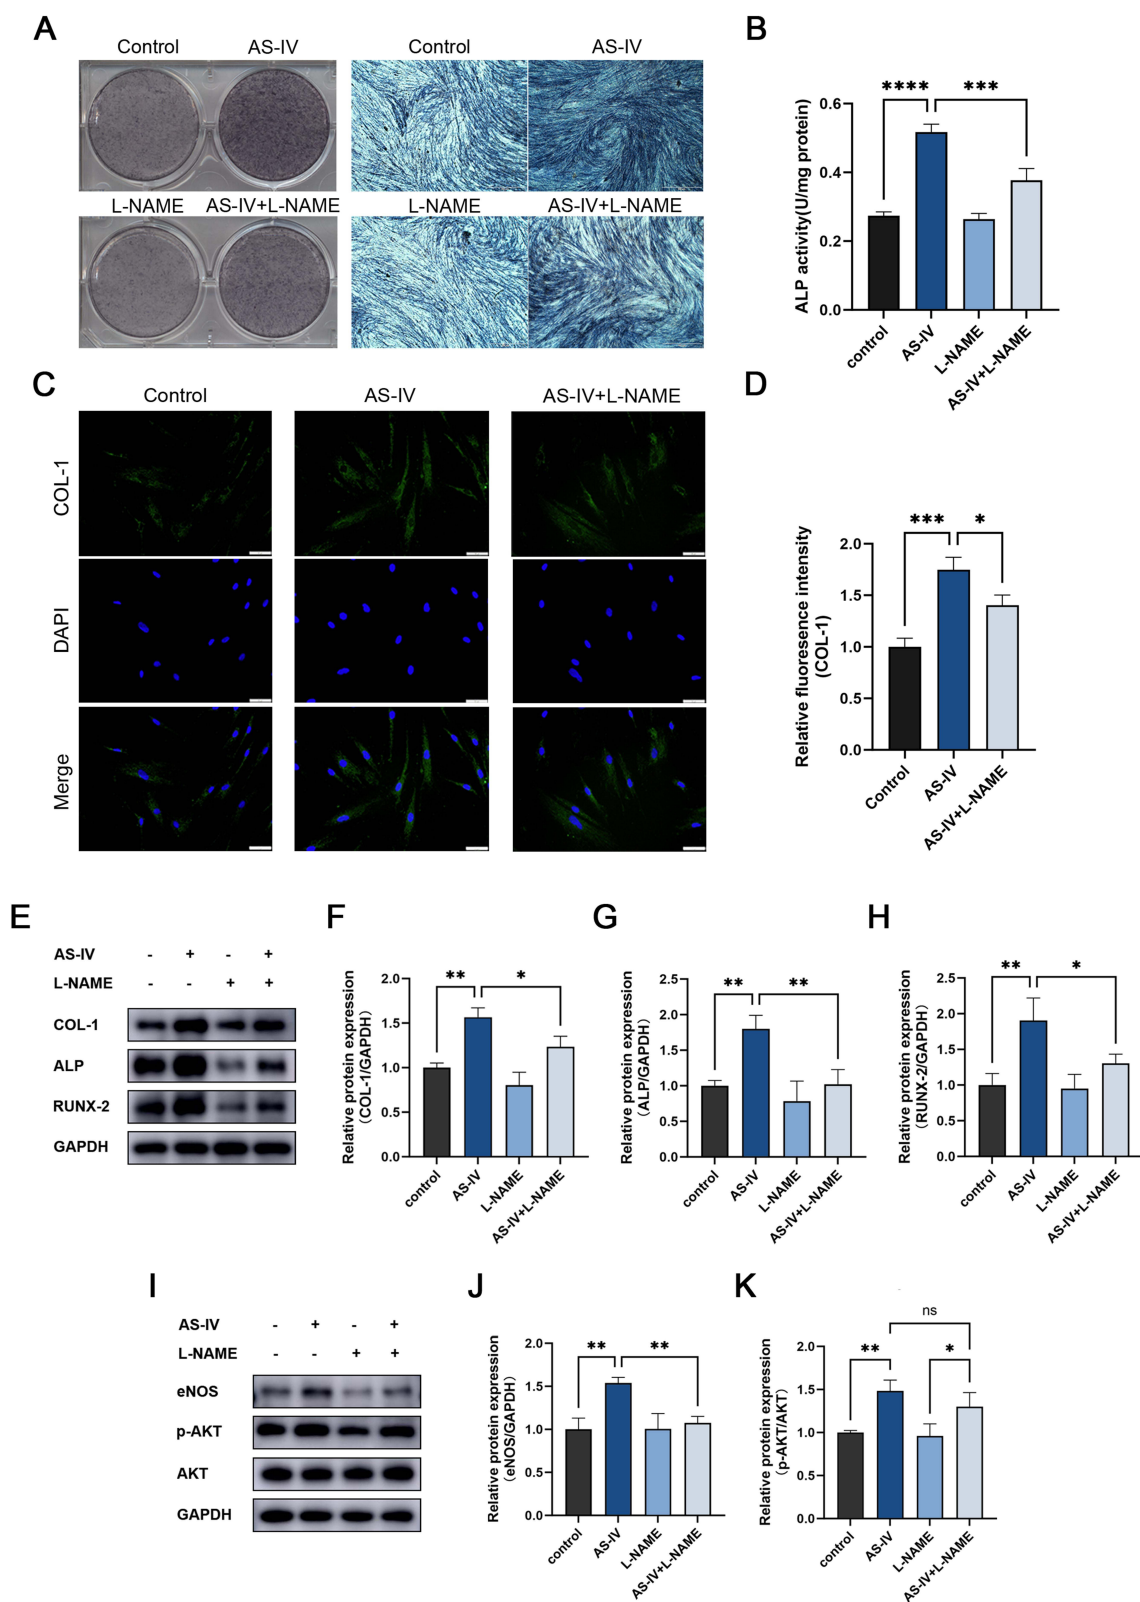 A
Control AS-IV Control AS-IV
L-NAME AS-IV+L-NAME L-NAME AS-IV+L-NAME
B
**** ***
ALP activity(U/mg protein)
0.6
0.4
0.2
0.0
control AS-IV L-NAME AS-IV+L-NAME
C
Control AS-IV AS-IV+L-NAME
COL-1
DAPI
Merge
D
*** *
Relative fluoresence intensity
(COL-1)
2.0
1.5
1.0
0.5
0.0
Control AS-IV AS-IV+L-NAME
E
AS-IV - + - +
L-NAME - - + +
COL-1
ALP
RUNX-2
GAPDH
F
** *
Relative protein expression
(COL-1/GAPDH)
2.0
1.5
1.0
0.5
0.0
control AS-IV L-NAME AS-IV+L-NAME
G
** **
Relative protein expression
(ALP/GAPDH)
2.5
2.0
1.5
1.0
0.5
0.0
control AS-IV L-NAME AS-IV+L-NAME
H
** *
Relative protein expression
(RUNX-2/GAPDH)
2.5
2.0
1.5
1.0
0.5
0.0
control AS-IV L-NAME AS-IV+L-NAME
I
AS-IV - + - +
L-NAME - - + +
eNOS
p-AKT
AKT
GAPDH
J
** **
Relative protein expression
(eNOS/GAPDH)
2.0
1.5
1.0
0.5
0.0
control AS-IV L-NAME AS-IV+L-NAME
K
ns
** *
Relative protein expression
(p-AKT/AKT)
2.0
1.5
1.0
0.5
0.0
control AS-IV L-NAME AS-IV+L-NAME